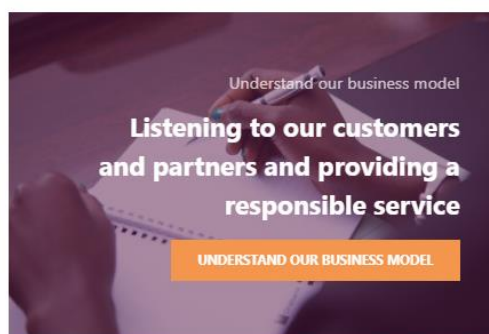 Understand our business model
Listening to our customers
and partners and providing a
responsible service
UNDERSTAND OUR BUSINESS MODEL